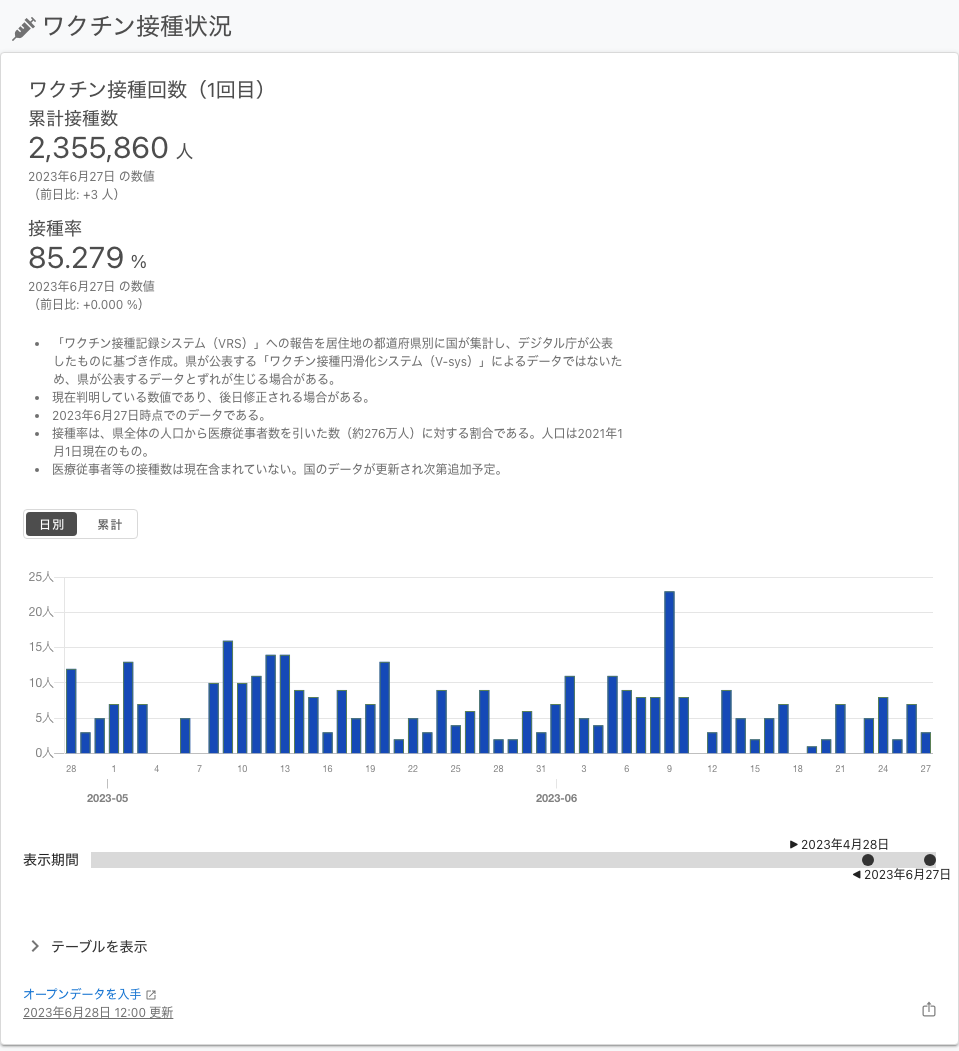 ワクチン接種状況
ワクチン接種回数（1回目）
累計接種数
2,355,860 人
2023年6月27日 の数値
（前日比: +3 人）
接種率
85.279 %
2023年6月27日 の数値
（前日比: +0.000 %）
• 「ワクチン接種記録システム（VRS）」への報告を居住地の都道府県別に国が集計し、デジタル庁が公表
したものに基づき作成。県が公表する「ワクチン接種円滑化システム（V-sys）」によるデータではないた
め、県が公表するデータとずれが生じる場合がある。
• 現在判明している数値であり、後日修正される場合がある。
• 2023年6月27日時点でのデータである。
• 接種率は、県全体の人口から医療従事者数を引いた数（約276万人）に対する割合である。人口は2021年1
月1日現在のもの。
• 医療従事者等の接種数は現在含まれていない。国のデータが更新され次第追加予定。
日別 累計
25人
20人
15人
10人
5人
0人
28 1 4 7 10 13 16 19 22 25 28 31 3 6 9 12 15 18 21 24 27
2023-05 2023-06
▶ 2023年4月28日
表示期間
◀ 2023年6月27日
テーブルを表示
オープンデータを入手
2023年6月28日 12:00 更新